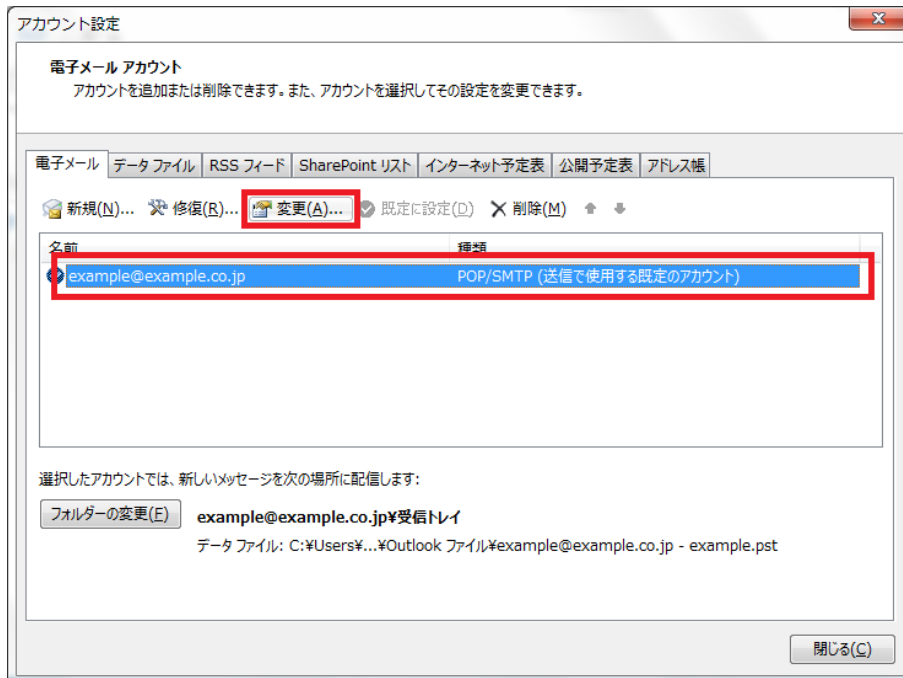 アカウント設定
電子メール アカウント
アカウントを追加または削除できます。また、アカウントを選択してその設定を変更できます。
電子メール データ ファイル RSS フィード SharePoint リスト インターネット予定表 公開予定表 アドレス帳
新規(N)... 修復(R)... 変更(A)... 既定に設定(D) 削除(M)
名前 種類
example@example.co.jp POP/SMTP (送信で使用する既定のアカウント)
選択したアカウントでは、新しいメッセージを次の場所に配信します:
フォルダーの変更(F) example@example.co.jp¥受信トレイ
データ ファイル: C:¥Users¥...¥Outlook ファイル¥example@example.co.jp - example.pst
閉じる(C)